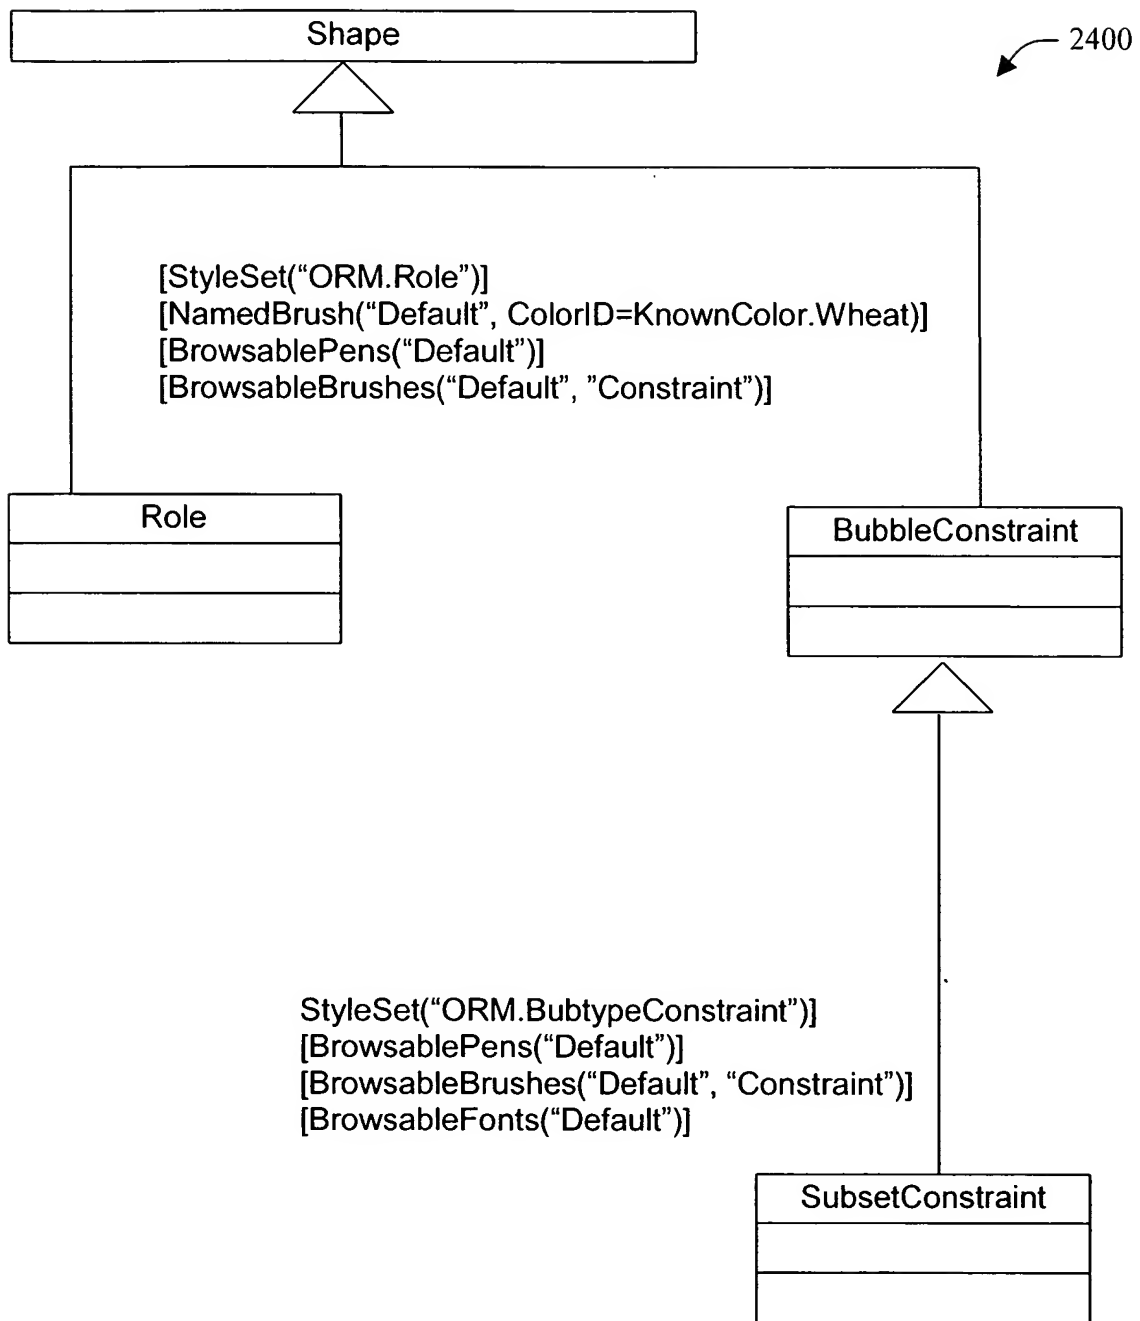 Shape
2400
[StyleSet(“ORM.Role”)]
[NamedBrush(“Default”, ColorID=KnownColor.Wheat)]
[BrowsablePens(“Default”)]
[BrowsableBrushes(“Default”, ”Constraint”)]
Role
BubbleConstraint
StyleSet(“ORM.BubtypeConstraint”)]
[BrowsablePens(“Default”)]
[BrowsableBrushes(“Default”, “Constraint”)]
[BrowsableFonts(“Default”)]
SubsetConstraint